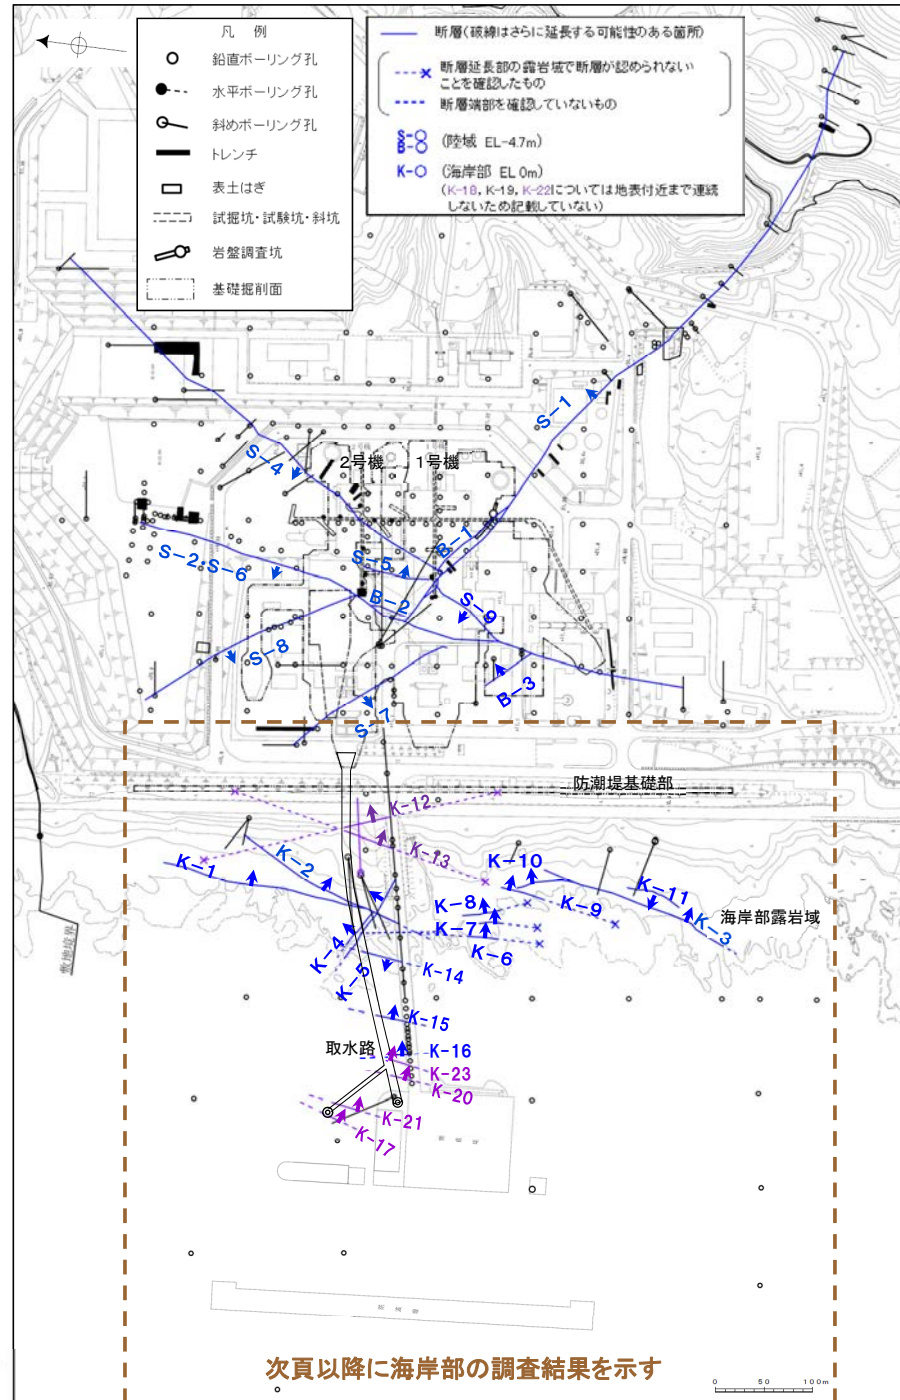 凡 例
鉛直ボーリング孔
水平ボーリング孔
斜めボーリング孔
トレンチ
表土はぎ
試掘坑・試験坑・斜坑
岩盤調査坑
基礎掘削面
断層(破線はさらに延長する可能性のある箇所)
断層延長部の露岩域で断層が認められない
ことを確認したもの
断層端部を確認していないもの
S-○
B-○
(陸域 EL-4.7m)
K-○
(海岸部 EL 0m)
(K-18, K-19, K-22については地表付近まで連続
しないため記載していない)
S-1
S-4
2号機
1号機
B-1
S-2・S-6
S-5
B-2
S-9
S-8
B-3
S-7
防潮堤基礎部
K-12
K-13
K-1
K-2
K-10
K-11
K-8
K-9
海岸部露岩域
K-7
K-3
K-4
K-6
K-5
K-14
敷地境界
K-15
取水路
K-16
K-23
K-20
K-21
K-17
次頁以降に海岸部の調査結果を示す
0 50 100m